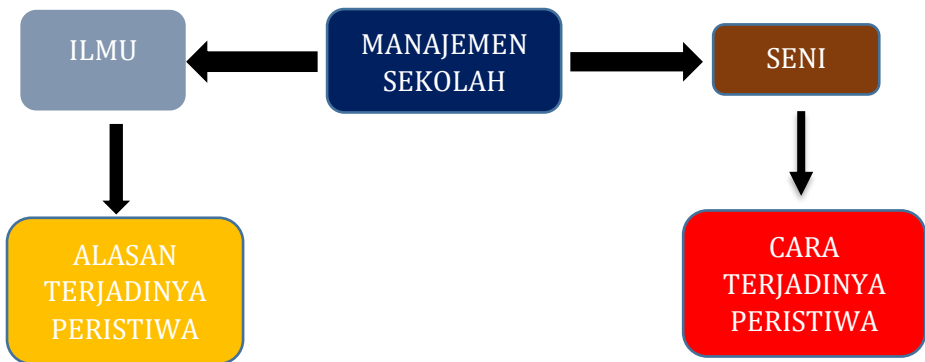 ILMU
MANAJEMEN
SEKOLAH
SENI
ALASAN
TERJADINYA
PERISTIWA
CARA
TERJADINYA
PERISTIWA